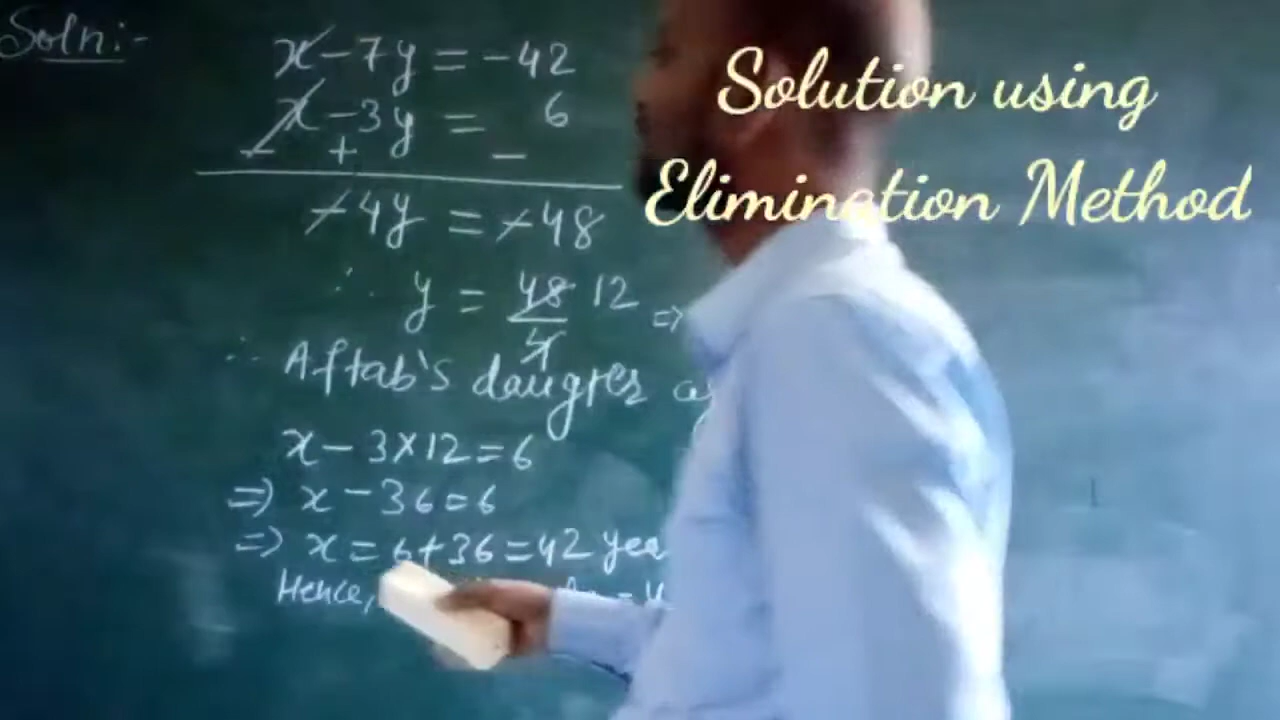 Soln:-
x - 7y = -42
x - 3y = 6
- + -
-4y = -48
∴ y = 48/4 12 =>
∴ Aftab's daugter
x - 3×12 = 6
=> x - 36 = 6
=> x = 6+36 = 42
Hence,
Solution using
Elimination Method